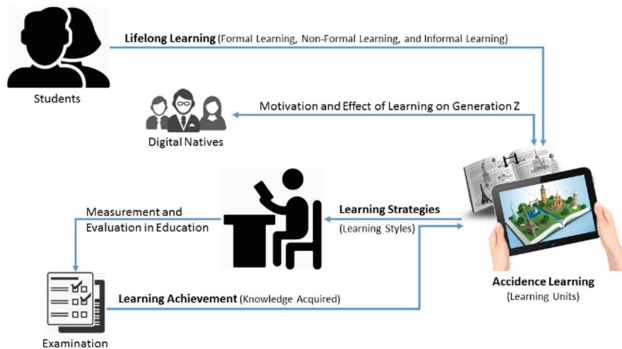 Lifelong Learning (Formal Learning, Non-Formal Learning, and Informal Learning)
Students
Motivation and Effect of Learning on Generation Z
Digital Natives
Measurement and
Evaluation in Education
Learning Strategies
(Learning Styles)
Accidence Learning
(Learning Units)
Learning Achievement (Knowledge Acquired)
Examination